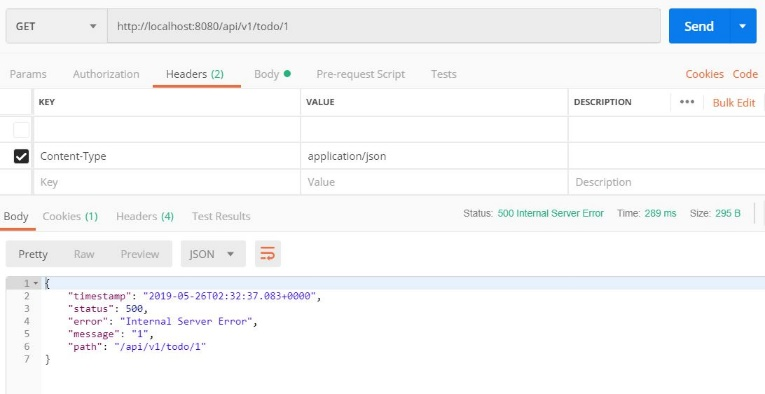 GET http://localhost:8080/api/v1/todo/1 Send
Params Authorization Headers (2) Body Pre-request Script Tests Cookies Code
KEY VALUE DESCRIPTION ••• Bulk Edit
Content-Type application/json
Key Value Description
Body Cookies (1) Headers (4) Test Results Status: 500 Internal Server Error Time: 289 ms Size: 295 B
Pretty Raw Preview JSON
1 {
2 "timestamp": "2019-05-26T02:32:37.083+0000",
3 "status": 500,
4 "error": "Internal Server Error",
5 "message": "1",
6 "path": "/api/v1/todo/1"
7 }